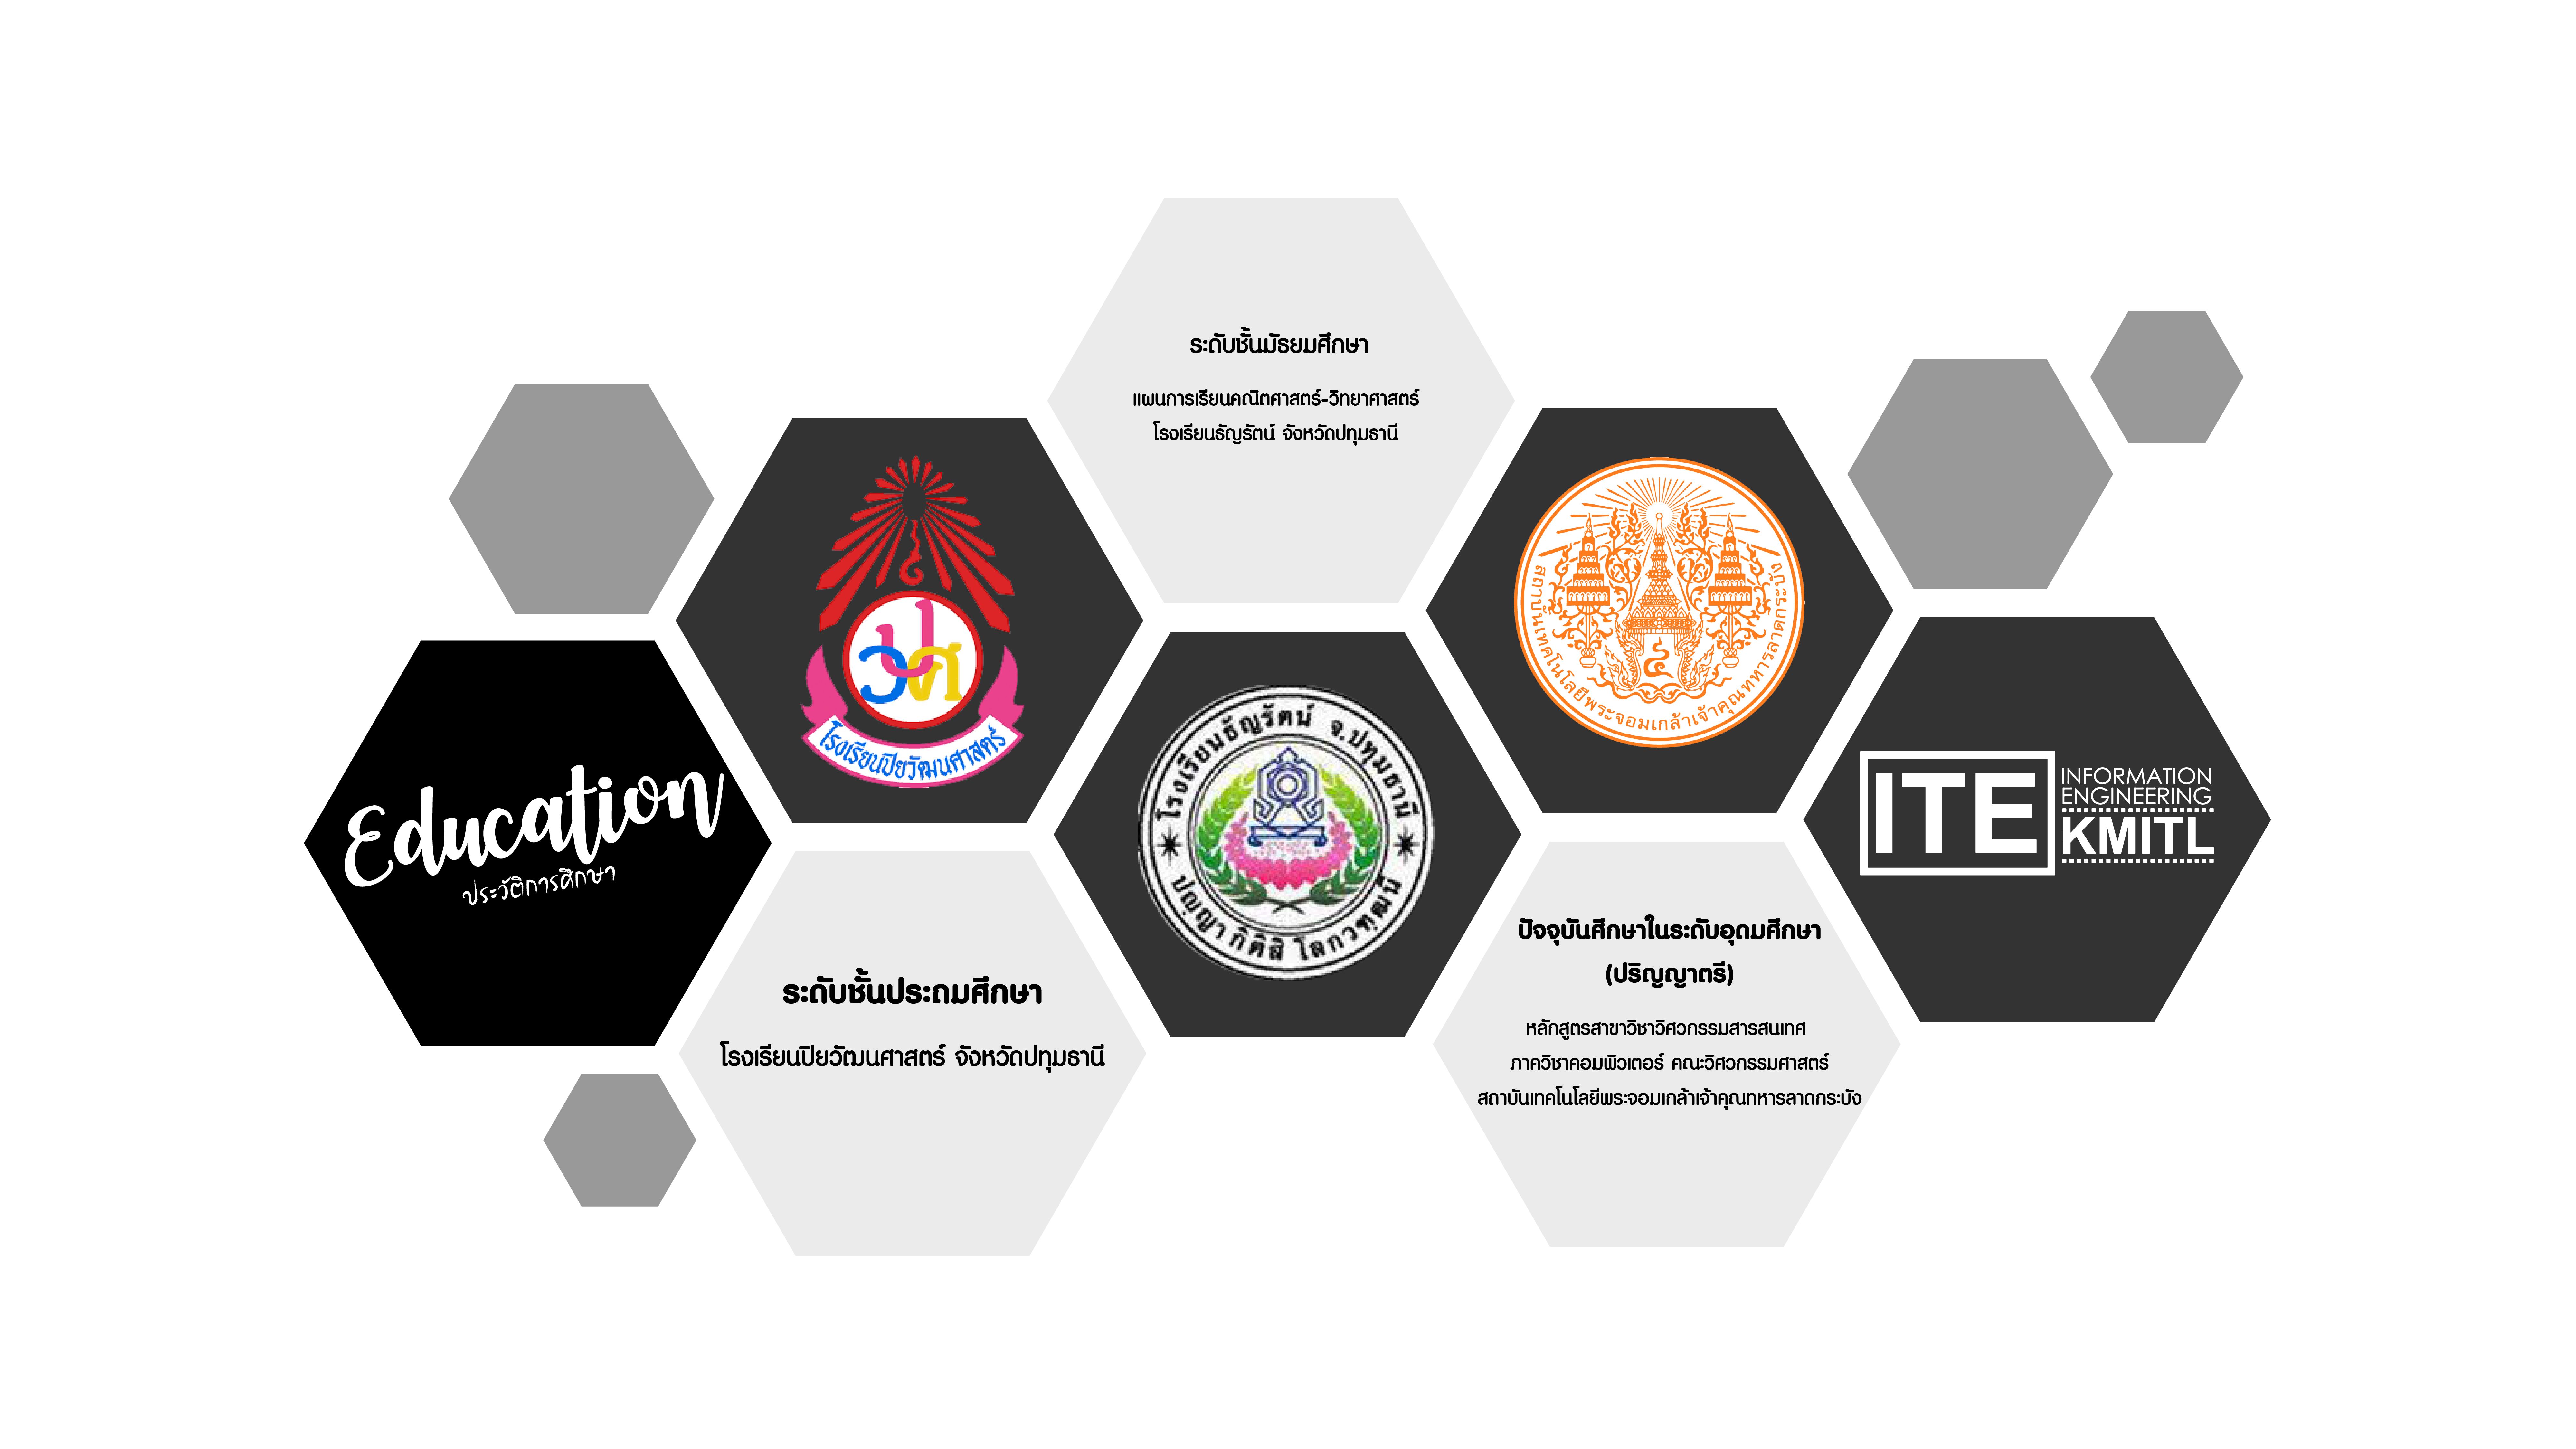 Education
ประวัติการศึกษา
วปศ
โรงเรียนปิยวัฒนศาสตร์
ระดับชั้นประถมศึกษา
โรงเรียนปิยวัฒนศาสตร์ จังหวัดปทุมธานี
ระดับชั้นมัธยมศึกษา
แผนการเรียนคณิตศาสตร์-วิทยาศาสตร์
โรงเรียนธัญรัตน์ จังหวัดปทุมธานี
โรงเรียนธัญรัตน์ จ.ปทุมธานี
ปญฺญา กิติสิ โลกวฑฺฒนี
สถาบันเทคโนโลยีพระจอมเกล้าเจ้าคุณทหารลาดกระบัง
๔
ปัจจุบันศึกษาในระดับอุดมศึกษา
(ปริญญาตรี)
หลักสูตรสาขาวิชาวิศวกรรมสารสนเทศ
ภาควิชาคอมพิวเตอร์ คณะวิศวกรรมศาสตร์
สถาบันเทคโนโลยีพระจอมเกล้าเจ้าคุณทหารลาดกระบัง
ITE
INFORMATION
ENGINEERING
KMITL